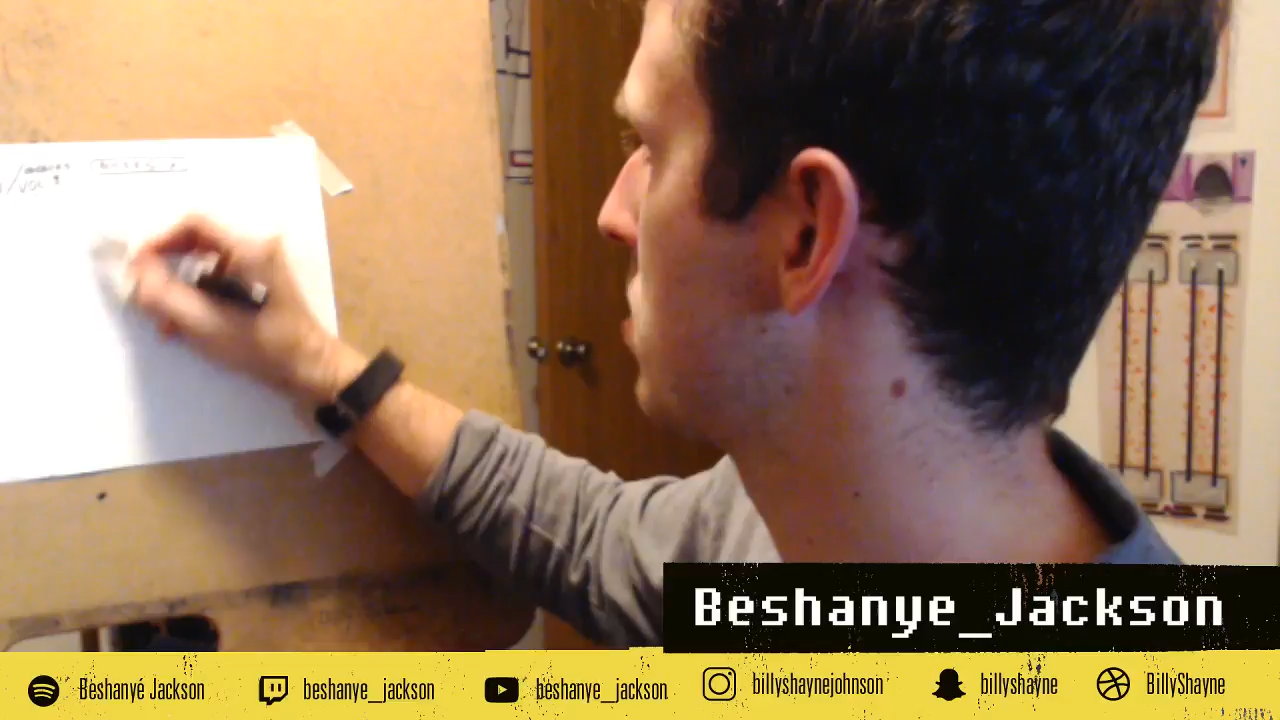 Beshanye_Jackson
Beshanyé Jackson
beshanye_jackson
beshanye_jackson
billyshaynejohnson
billyshayne
BillyShayne